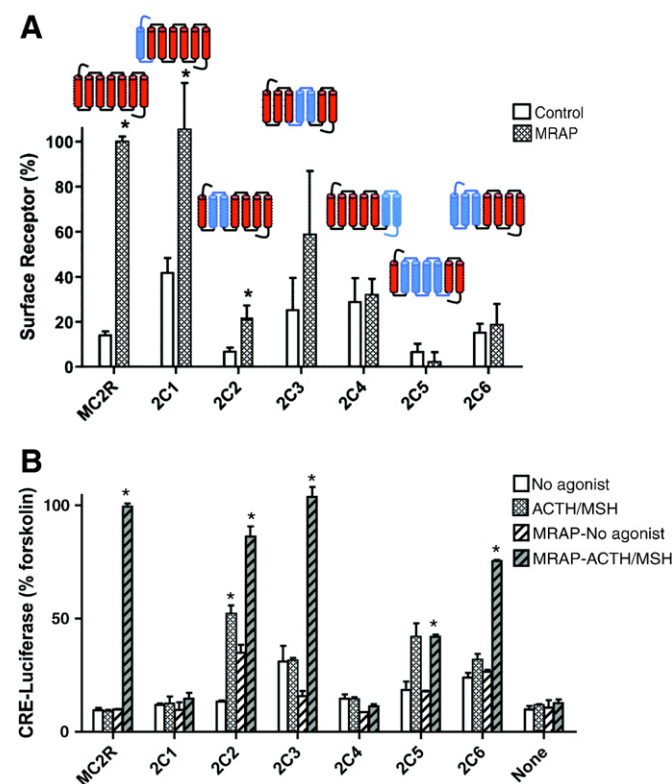 A
Control
MRAP
Surface Receptor (%)
100
80
60
40
20
0
* * *
MC2R 2C1 2C2 2C3 2C4 2C5 2C6
B
No agonist
ACTH/MSH
MRAP-No agonist
MRAP-ACTH/MSH
CRE-Luciferase (% forskolin)
100
50
0
* * * * * *
MC2R 2C1 2C2 2C3 2C4 2C5 2C6 None